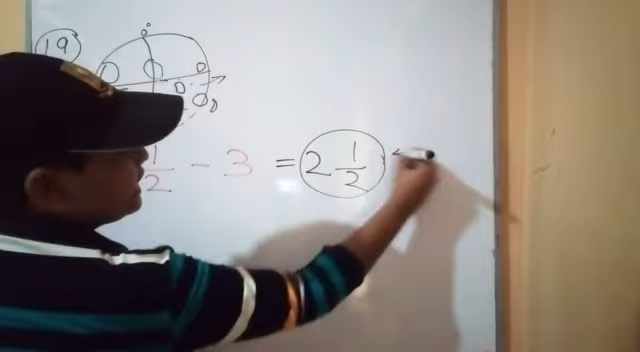 19
1/2 - 3 = 2 1/2